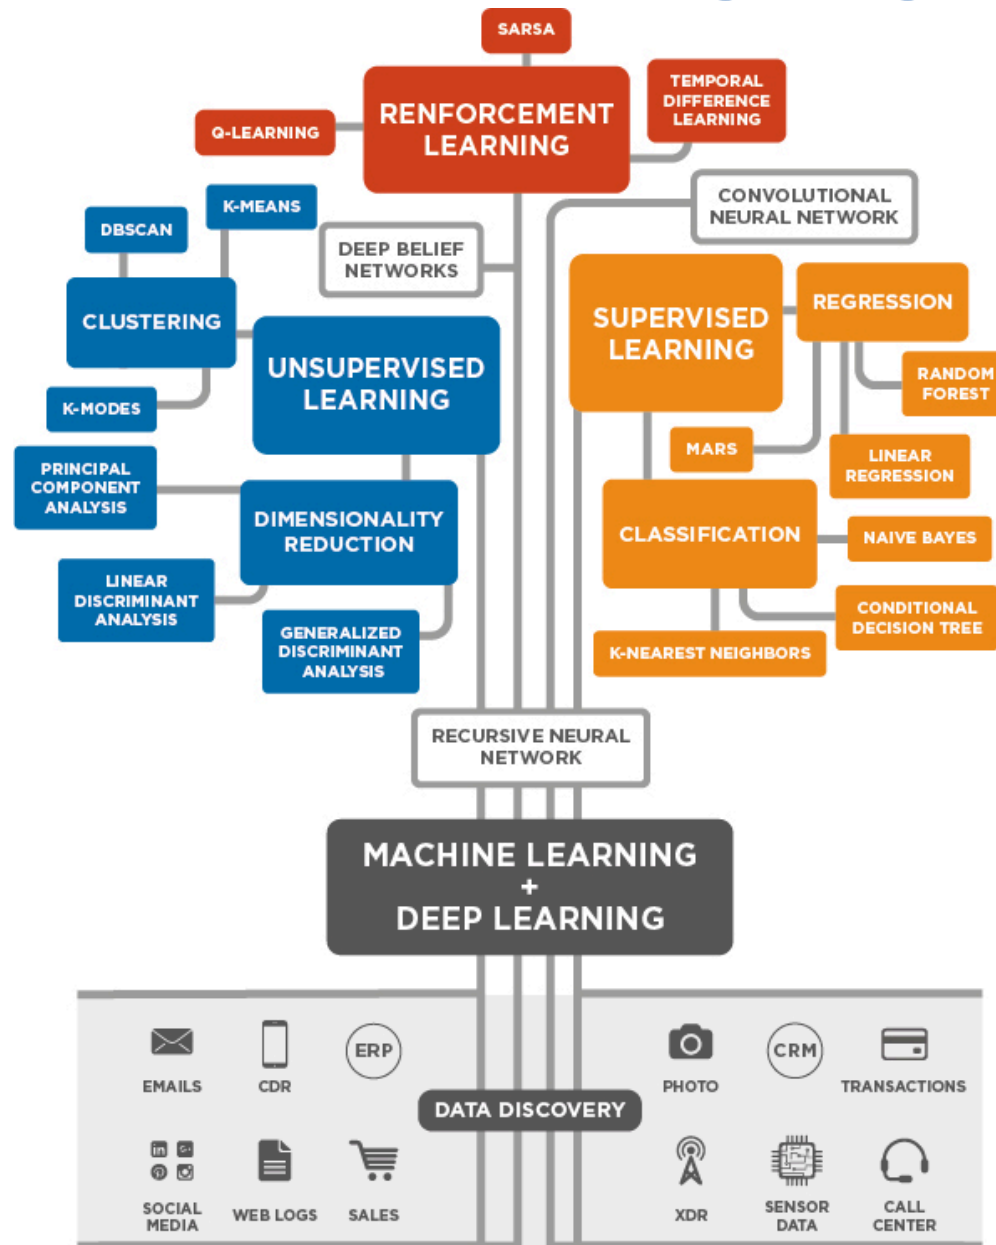 SARSA
RENFORCEMENT
LEARNING
TEMPORAL
DIFFERENCE
LEARNING
Q-LEARNING
CONVOLUTIONAL
NEURAL NETWORK
K-MEANS
DBSCAN
DEEP BELIEF
NETWORKS
CLUSTERING
UNSUPERVISED
LEARNING
SUPERVISED
LEARNING
REGRESSION
RANDOM
FOREST
K-MODES
MARS
LINEAR
REGRESSION
PRINCIPAL
COMPONENT
ANALYSIS
DIMENSIONALITY
REDUCTION
CLASSIFICATION
NAIVE BAYES
LINEAR
DISCRIMINANT
ANALYSIS
CONDITIONAL
DECISION TREE
GENERALIZED
DISCRIMINANT
ANALYSIS
K-NEAREST NEIGHBORS
RECURSIVE NEURAL
NETWORK
MACHINE LEARNING
+
DEEP LEARNING
ERP
CRM
EMAILS
CDR
PHOTO
TRANSACTIONS
DATA DISCOVERY
in
G+
SOCIAL
MEDIA
WEB LOGS
SALES
XDR
SENSOR
DATA
CALL
CENTER